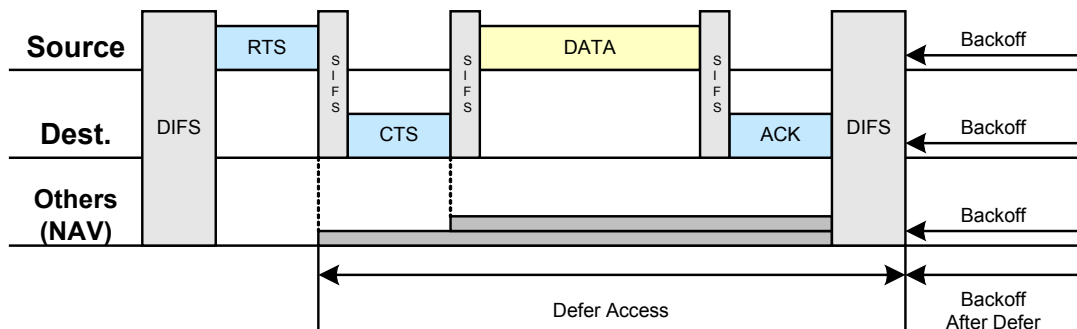 Source
RTS
SIFS
SIFS
DATA
SIFS
Backoff
Dest.
DIFS
CTS
ACK
DIFS
Backoff
Others
(NAV)
Backoff
Defer Access
Backoff
After Defer